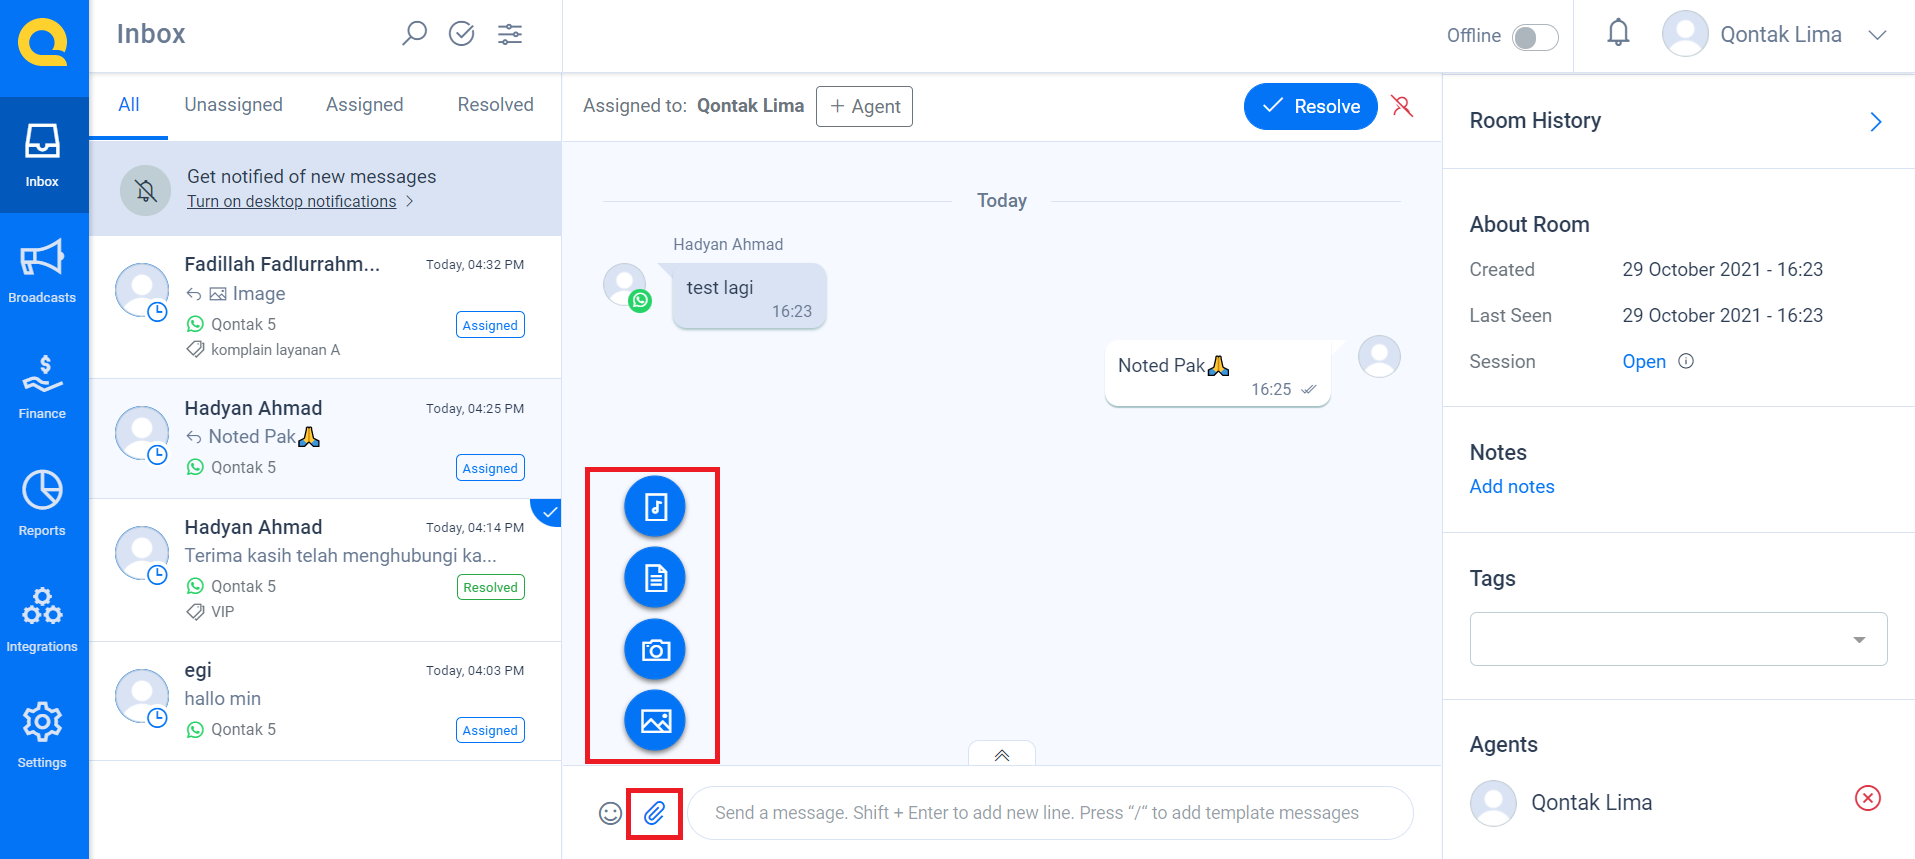 Inbox
Offline
Qontak Lima
Inbox
Broadcasts
Finance
Reports
Integrations
Settings
All
Unassigned
Assigned
Resolved
Get notified of new messages
Turn on desktop notifications
Fadillah Fadlurrahm...
Today, 04:32 PM
Image
Qontak 5
Assigned
komplain layanan A
Hadyan Ahmad
Today, 04:25 PM
Noted Pak🙏
Qontak 5
Assigned
Hadyan Ahmad
Today, 04:14 PM
Terima kasih telah menghubungi ka...
Qontak 5
Resolved
VIP
egi
Today, 04:03 PM
hallo min
Qontak 5
Assigned
Assigned to: Qontak Lima
+ Agent
Resolve
Today
Hadyan Ahmad
test lagi
16:23
Noted Pak🙏
16:25
Send a message. Shift + Enter to add new line. Press “/” to add template messages
Room History
About Room
Created 29 October 2021 - 16:23
Last Seen 29 October 2021 - 16:23
Session Open
Notes
Add notes
Tags
Agents
Qontak Lima